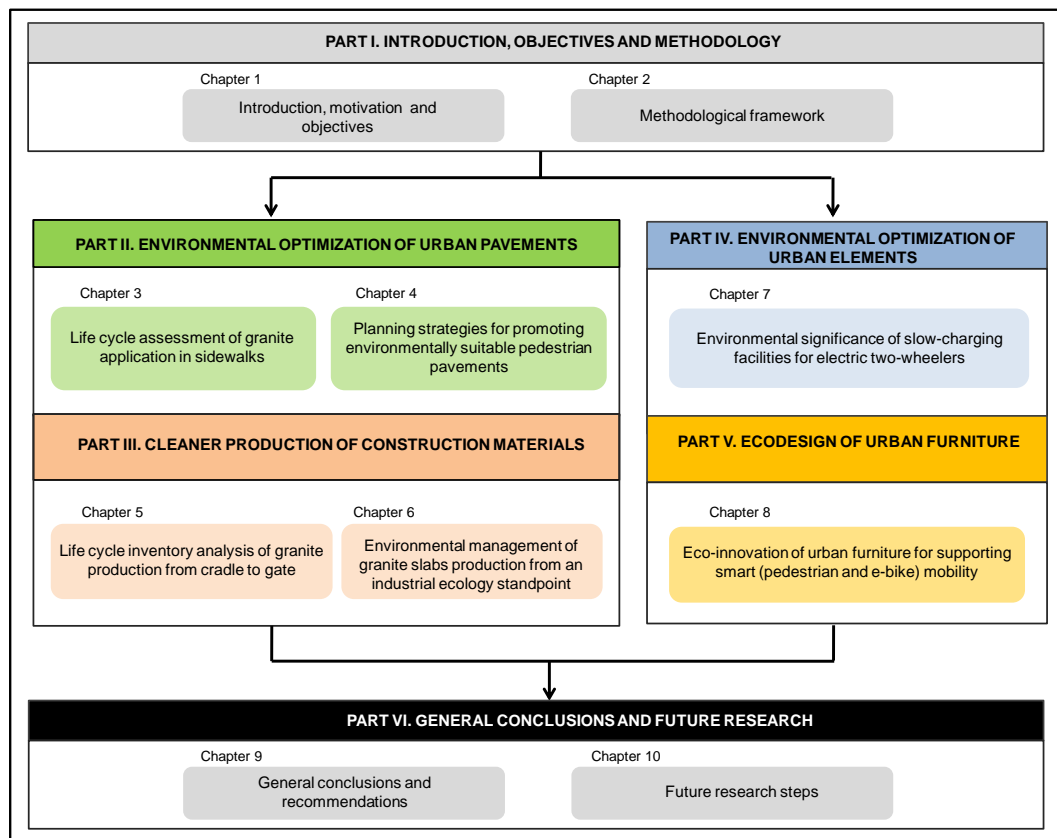 PART I. INTRODUCTION, OBJECTIVES AND METHODOLOGY
Chapter 1
Introduction, motivation and
objectives
Chapter 2
Methodological framework
PART II. ENVIRONMENTAL OPTIMIZATION OF URBAN PAVEMENTS
Chapter 3
Life cycle assessment of granite
application in sidewalks
Chapter 4
Planning strategies for promoting
environmentally suitable pedestrian
pavements
PART III. CLEANER PRODUCTION OF CONSTRUCTION MATERIALS
Chapter 5
Life cycle inventory analysis of granite
production from cradle to gate
Chapter 6
Environmental management of
granite slabs production from an
industrial ecology standpoint
PART IV. ENVIRONMENTAL OPTIMIZATION OF
URBAN ELEMENTS
Chapter 7
Environmental significance of slow-charging
facilities for electric two-wheelers
PART V. ECODESIGN OF URBAN FURNITURE
Chapter 8
Eco-innovation of urban furniture for supporting
smart (pedestrian and e-bike) mobility
PART VI. GENERAL CONCLUSIONS AND FUTURE RESEARCH
Chapter 9
General conclusions and
recommendations
Chapter 10
Future research steps